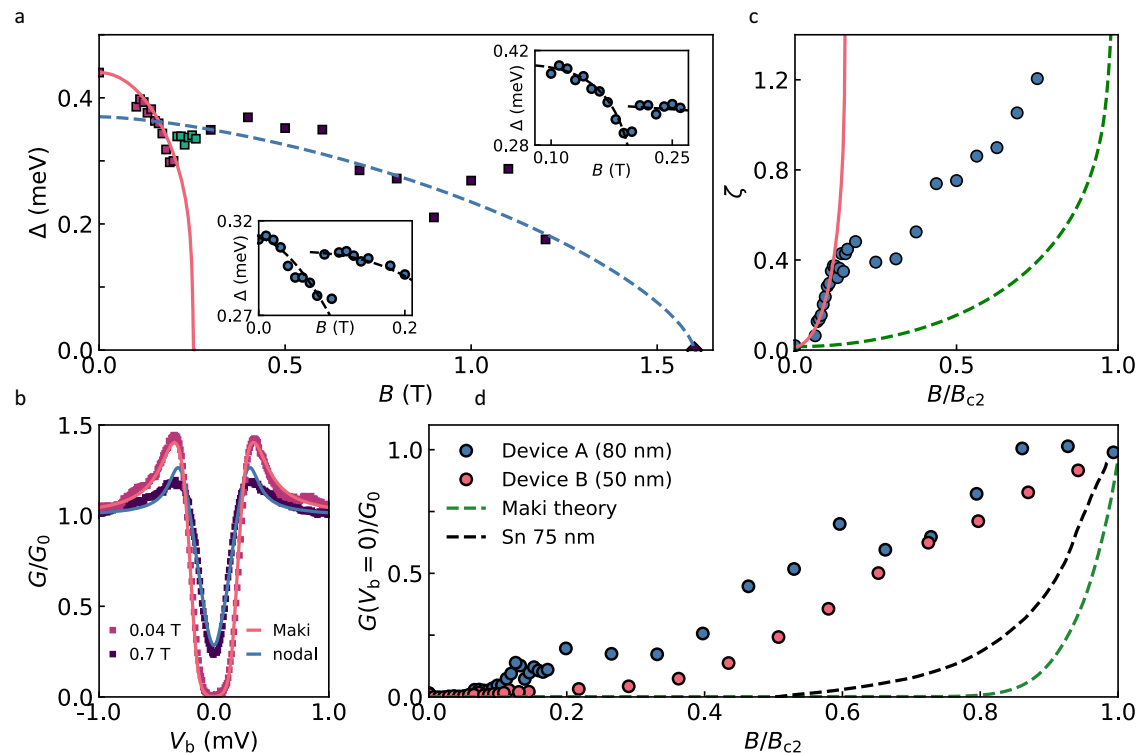 a
Δ (meV)
0.4
0.2
0.0
0.0
0.5
1.0
1.5
B (T)
0.42
Δ (meV)
0.28
0.10
B (T)
0.25
0.32
Δ (meV)
0.27
0.0
B (T)
0.2
c
ζ
1.2
0.8
0.4
0.0
0.0
0.5
1.0
B/Bc2
b
G/G0
1.5
1.0
0.5
0.0
0.04 T
0.7 T
Maki
nodal
-1.0
0.0
1.0
Vb (mV)
d
G(Vb = 0)/G0
1.0
0.5
0.0
Device A (80 nm)
Device B (50 nm)
Maki theory
Sn 75 nm
0.0
0.2
0.4
0.6
0.8
1.0
B/Bc2